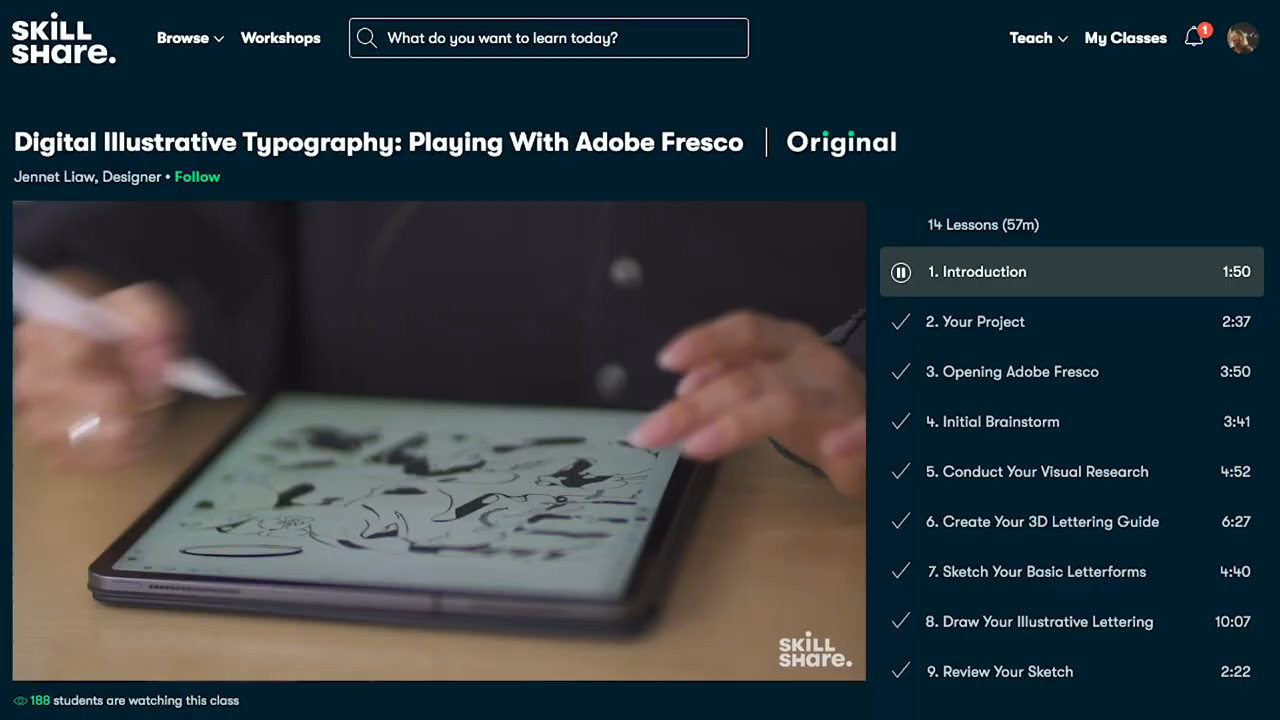 SKILL
SHARE.
Browse
Workshops
What do you want to learn today?
Teach
My Classes
1
Digital Illustrative Typography: Playing With Adobe Fresco | Original
Jennet Liaw, Designer • Follow
14 Lessons (57m)
1. Introduction 1:50
2. Your Project 2:37
3. Opening Adobe Fresco 3:50
4. Initial Brainstorm 3:41
5. Conduct Your Visual Research 4:52
6. Create Your 3D Lettering Guide 6:27
7. Sketch Your Basic Letterforms 4:40
8. Draw Your Illustrative Lettering 10:07
9. Review Your Sketch 2:22
SKILL
SHARE.
188 students are watching this class